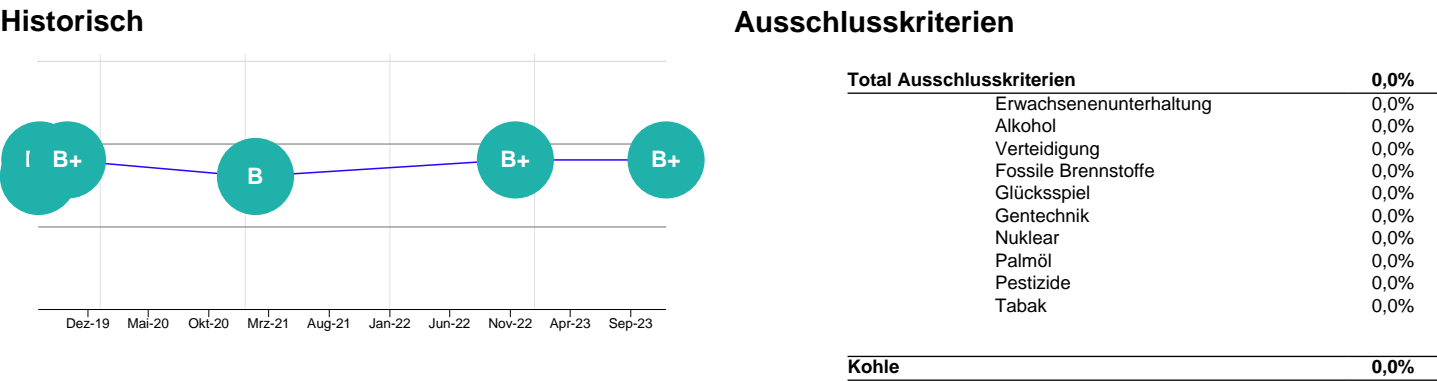 Historisch
B+
B
B+
B+
Dez-19 Mai-20 Okt-20 Mrz-21 Aug-21 Jan-22 Jun-22 Nov-22 Apr-23 Sep-23
Ausschlusskriterien
Total Ausschlusskriterien 0,0%
Erwachsenenunterhaltung 0,0%
Alkohol 0,0%
Verteidigung 0,0%
Fossile Brennstoffe 0,0%
Glücksspiel 0,0%
Gentechnik 0,0%
Nuklear 0,0%
Palmöl 0,0%
Pestizide 0,0%
Tabak 0,0%
Kohle 0,0%